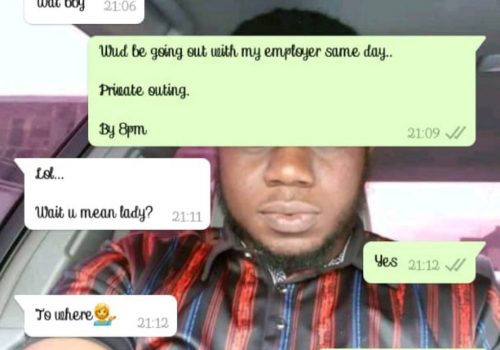 Wat boy 21:06
Wud be going out with my employer same day..
Private outing.
By 8pm
21:09
Lol...
Wait u mean lady? 21:11
Yes 21:12
To where💁 21:12